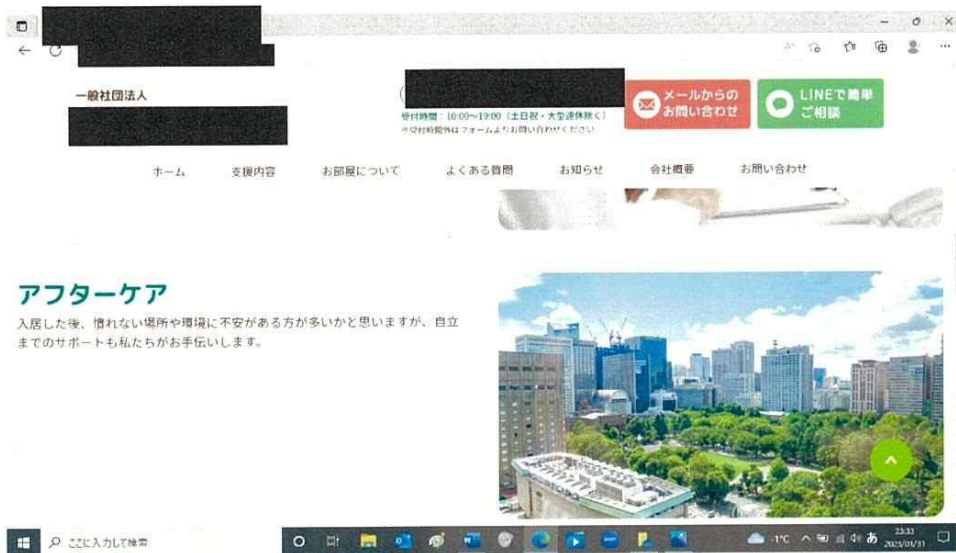 一般社団法人
受付時間:10:00〜19:00(土日祝・大型連休除く)
※受付時間外はフォームよりお問い合わせください
メールからの
お問い合わせ
LINEで簡単
ご相談
ホーム 支援内容 お部屋について よくある質問 お知らせ 会社概要 お問い合わせ
アフターケア
入居した後、慣れない場所や環境に不安がある方が多いかと思いますが、自立
までのサポートも私たちがお手伝いします。
ここに入力して検索
-1°C
あ
23:33
2023/01/31